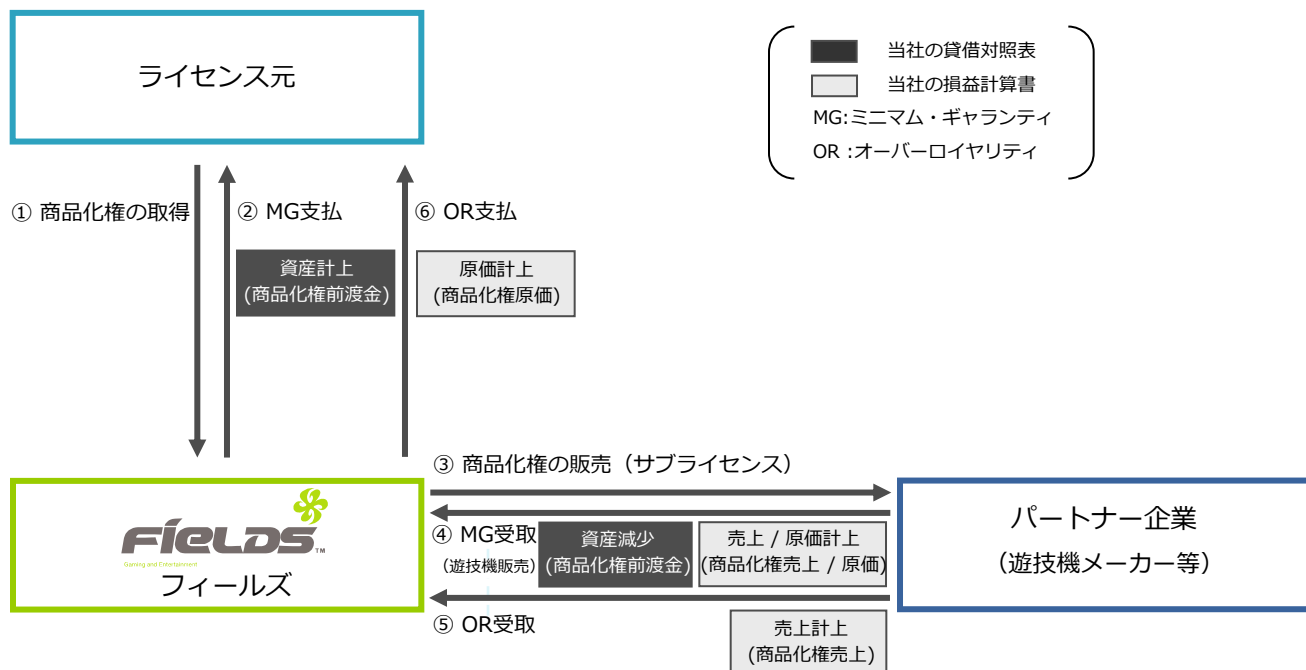 ライセンス元
当社の貸借対照表
当社の損益計算書
MG:ミニマム・ギャランティ
OR :オーバーロイヤリティ
① 商品化権の取得
② MG支払
⑥ OR支払
資産計上
(商品化権前渡金)
原価計上
(商品化権原価)
③ 商品化権の販売（サブライセンス）
FIELDS™
Gaming and Entertainment
フィールズ
④ MG受取
（遊技機販売）
資産減少
(商品化権前渡金)
売上 / 原価計上
(商品化権売上 / 原価)
⑤ OR受取
売上計上
(商品化権売上)
パートナー企業
（遊技機メーカー等）